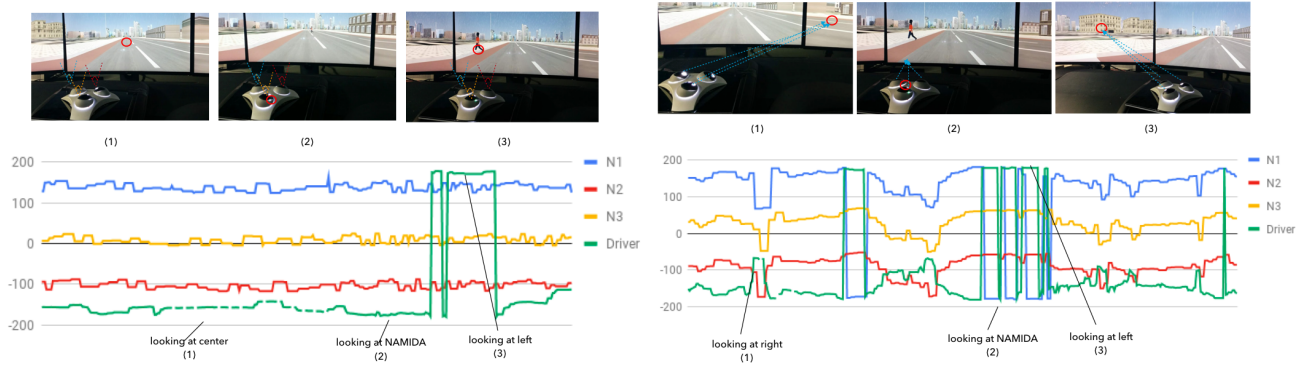 (1)
(2)
(3)
200
100
0
-100
-200
N1
N2
N3
Driver
looking at center
(1)
looking at NAMIDA
(2)
looking at left
(3)
(1)
(2)
(3)
200
100
0
-100
-200
N1
N2
N3
Driver
looking at right
(1)
looking at NAMIDA
(2)
looking at left
(3)